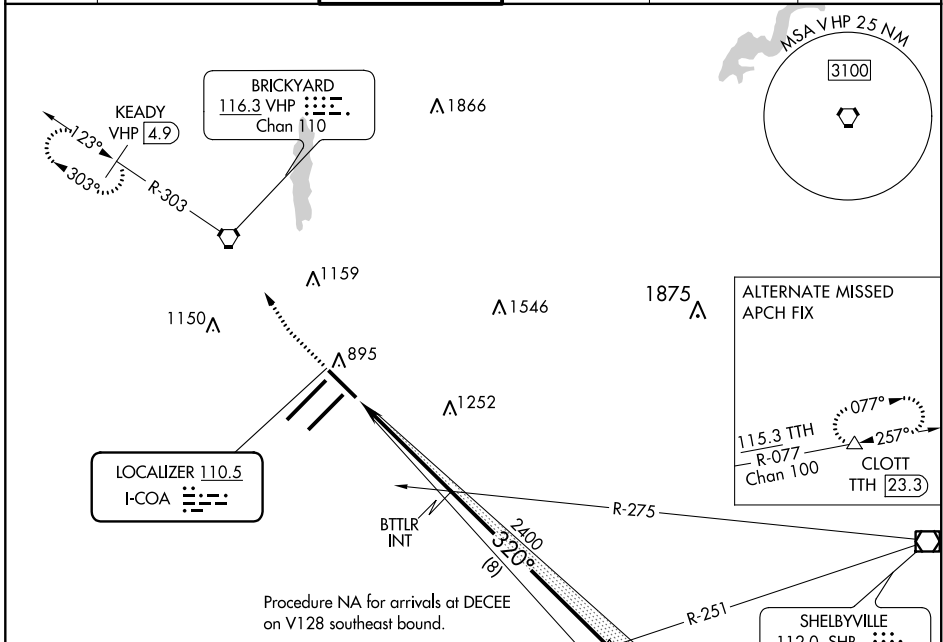 MSA VHP 25 NM
3100
BRICKYARD
116.3 VHP
Chan 110
1866
KEADY
VHP 4.9
123°
303°
R-303
1159
1150
1546
1875
895
1252
ALTERNATE MISSED
APCH FIX
077°
257°
115.3 TTH
R-077
Chan 100
CLOTT
TTH 23.3
LOCALIZER 110.5
I-COA
BTTLR
INT
R-275
2400
320°
(8)
Procedure NA for arrivals at DECEE
on V128 southeast bound.
R-251
SHELBYVILLE
112.0 SHB